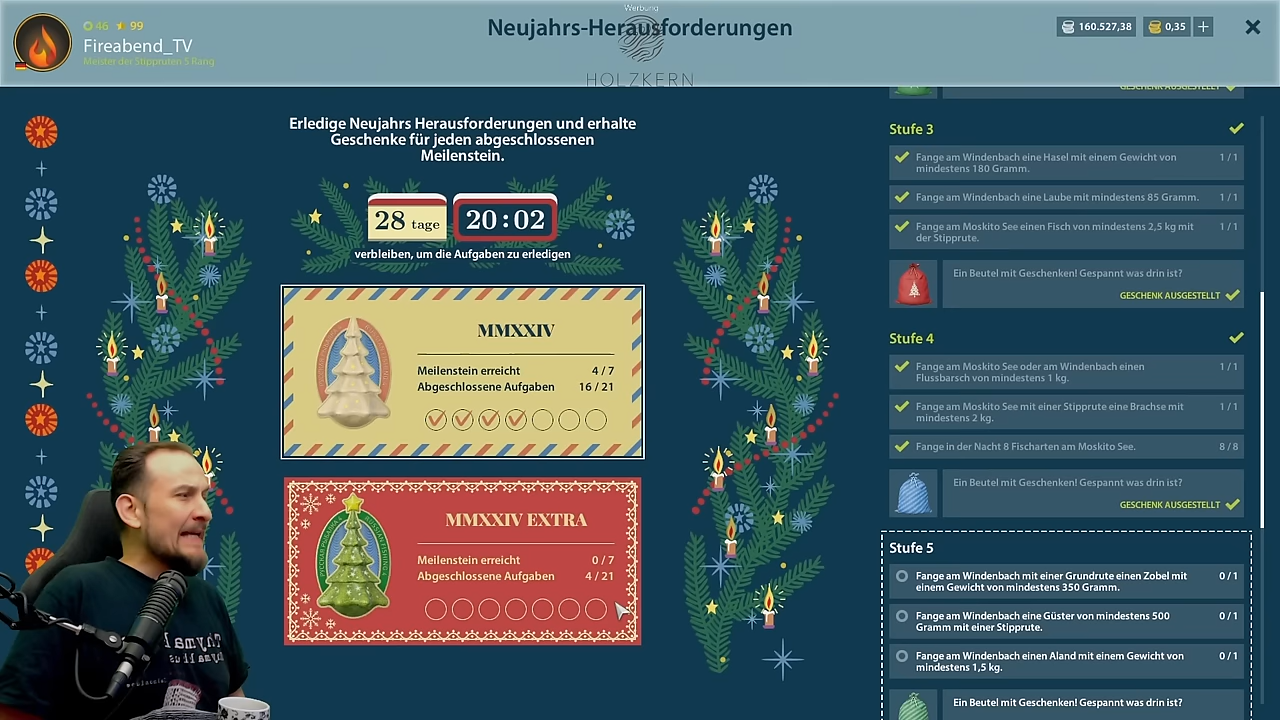 Werbung
46 99
Neujahrs-Herausforderungen
160.527,38
0,35
Fireabend_TV
Meister der Stippruten 5 Rang
HOLZKERN
GESCHENK AUSGESTELLT
Erledige Neujahrs Herausforderungen und erhalte
Geschenke für jeden abgeschlossenen
Meilenstein.
28 tage
20:02
verbleiben, um die Aufgaben zu erledigen
MMXXIV
Meilenstein erreicht 4 / 7
Abgeschlossene Aufgaben 16 / 21
MMXXIV EXTRA
Meilenstein erreicht 0 / 7
Abgeschlossene Aufgaben 4 / 21
Stufe 3
Fange am Windenbach eine Hasel mit einem Gewicht von 1 / 1
mindestens 180 Gramm.
Fange am Windenbach eine Laube mit mindestens 85 Gramm. 1 / 1
Fange am Moskito See einen Fisch von mindestens 2,5 kg mit 1 / 1
der Stipprute.
Ein Beutel mit Geschenken! Gespannt was drin ist?
GESCHENK AUSGESTELLT
Stufe 4
Fange am Moskito See oder am Windenbach einen 1 / 1
Flussbarsch von mindestens 1 kg.
Fange am Moskito See mit einer Stipprute eine Brachse mit 1 / 1
mindestens 2 kg.
Fange in der Nacht 8 Fischarten am Moskito See. 8 / 8
Ein Beutel mit Geschenken! Gespannt was drin ist?
GESCHENK AUSGESTELLT
Stufe 5
Fange am Windenbach mit einer Grundrute einen Zobel mit 0 / 1
einem Gewicht von mindestens 350 Gramm.
Fange am Windenbach eine Güster von mindestens 500 0 / 1
Gramm mit einer Stipprute.
Fange am Windenbach einen Aland mit einem Gewicht von 0 / 1
mindestens 1,5 kg.
Ein Beutel mit Geschenken! Gespannt was drin ist?